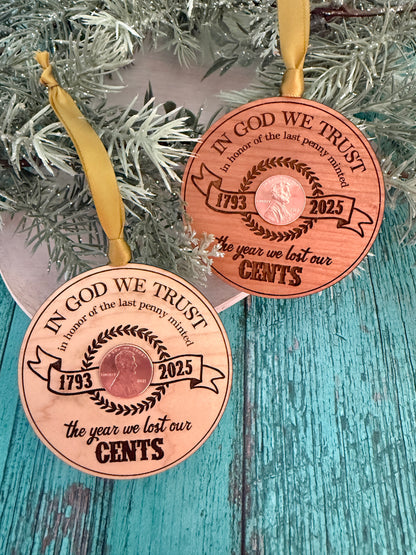 IN GOD WE TRUST
in honor of the last penny minted
1793 2025
the year we lost our
CENTS
IN GOD WE TRUST
in honor of the last penny minted
1793 2025
the year we lost our
CENTS